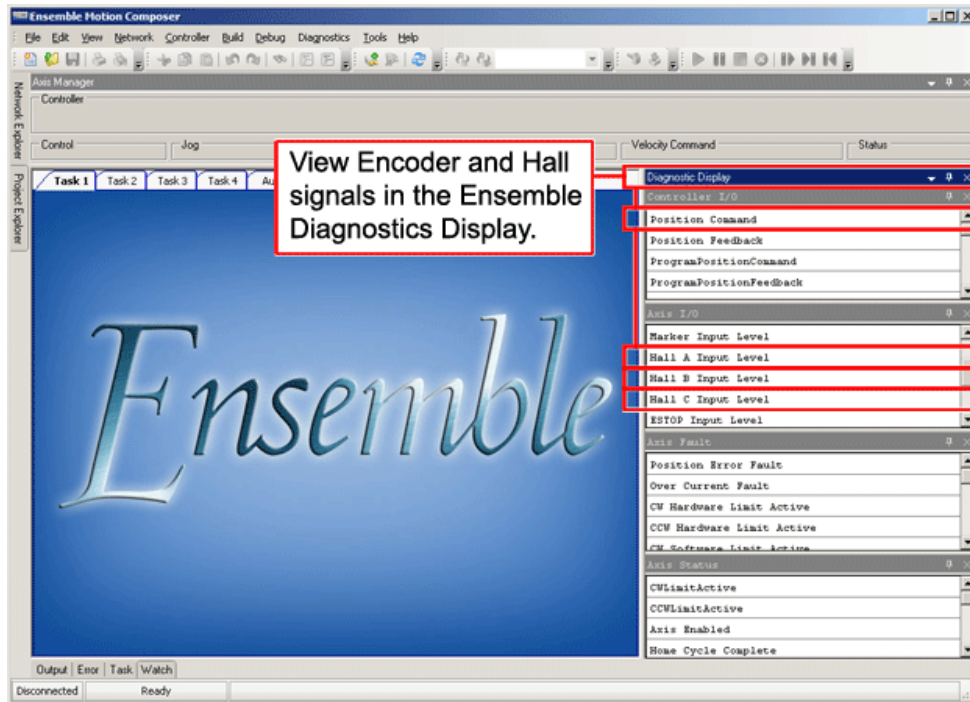 Ensemble Motion Composer
File Edit View Network Controller Build Debug Diagnostics Tools Help
Axis Manager
Controller
Control
Jog
Velocity Command
Status
Network Explorer
Project Explorer
Task 1
Task 2
Task 3
Task 4
View Encoder and Hall
signals in the Ensemble
Diagnostics Display.
Ensemble
Diagnostic Display
Controller I/O
Position Command
Position Feedback
ProgramPositionCommand
ProgramPositionFeedback
Axis I/O
Marker Input Level
Hall A Input Level
Hall B Input Level
Hall C Input Level
ESTOP Input Level
Axis Fault
Position Error Fault
Over Current Fault
CW Hardware Limit Active
CCW Hardware Limit Active
CW Software Limit Active
Axis Status
CWLimitActive
CCWLimitActive
Axis Enabled
Home Cycle Complete
Output Error Task Watch
Disconnected
Ready